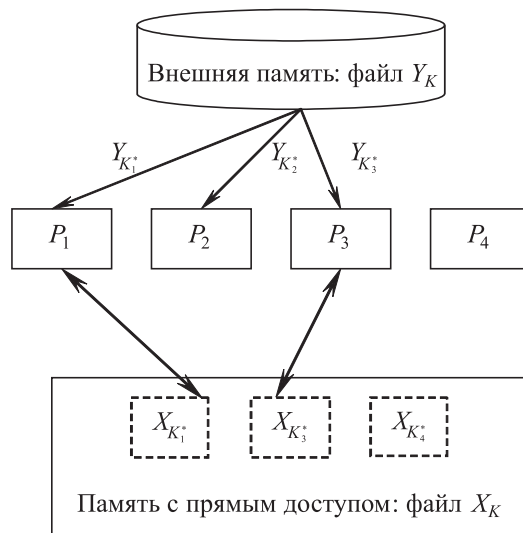 Внешняя память: файл Y_K
Y_{K_1^*} Y_{K_2^*} Y_{K_3^*}
P_1 P_2 P_3 P_4
X_{K_1^*} X_{K_3^*} X_{K_4^*}
Память с прямым доступом: файл X_K